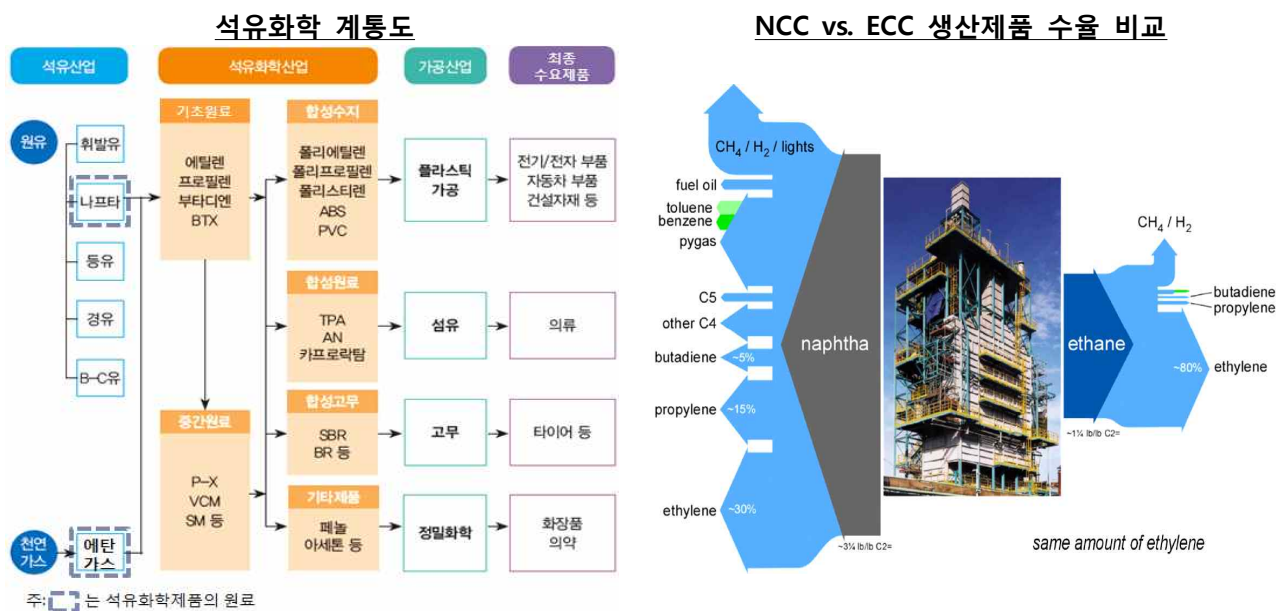 석유화학 계통도
석유산업
석유화학산업
가공산업
최종
수요제품
원유
휘발유
나프타
등유
경유
B-C유
천연
가스
에탄
가스
기초원료
에틸렌
프로필렌
부타디엔
BTX
중간원료
P-X
VCM
SM 등
합성수지
폴리에틸렌
폴리프로필렌
폴리스티렌
ABS
PVC
합섬원료
TPA
AN
카프로락탐
합성고무
SBR
BR 등
기타제품
페놀
아세톤 등
플라스틱
가공
섬유
고무
정밀화학
전기/전자 부품
자동차 부품
건설자재 등
의류
타이어 등
화장품
의약
주: 는 석유화학제품의 원료
NCC vs. ECC 생산제품 수율 비교
CH₄ / H₂ / lights
fuel oil
toluene
benzene
pygas
C5
other C4
butadiene
~5%
propylene
~15%
ethylene
~30%
naphtha
~3¼ lb/lb C2=
ethane
~1¼ lb/lb C2=
CH₄ / H₂
butadiene
propylene
~80%
ethylene
same amount of ethylene